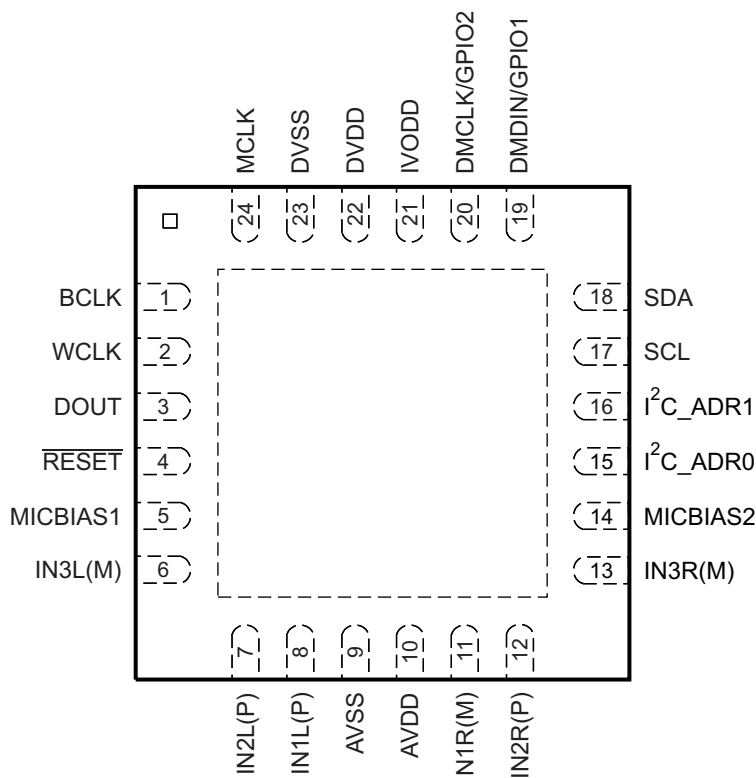 MCLK
DVSS
DVDD
IVODD
DMCLK/GPIO2
DMDIN/GPIO1
24
23
22
21
20
19
BCLK 1
WCLK 2
DOUT 3
RESET 4
MICBIAS1 5
IN3L(M) 6
18 SDA
17 SCL
16 I²C_ADR1
15 I²C_ADR0
14 MICBIAS2
13 IN3R(M)
7
8
9
10
11
12
IN2L(P)
IN1L(P)
AVSS
AVDD
N1R(M)
IN2R(P)